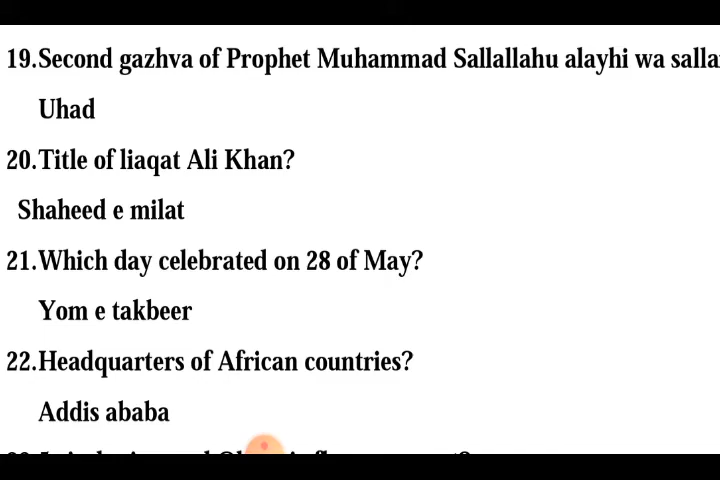 19.Second gazhva of Prophet Muhammad Sallallahu alayhi wa
Uhad
20.Title of liaqat Ali Khan?
Shaheed e milat
21.Which day celebrated on 28 of May?
Yom e takbeer
22.Headquarters of African countries?
Addis ababa